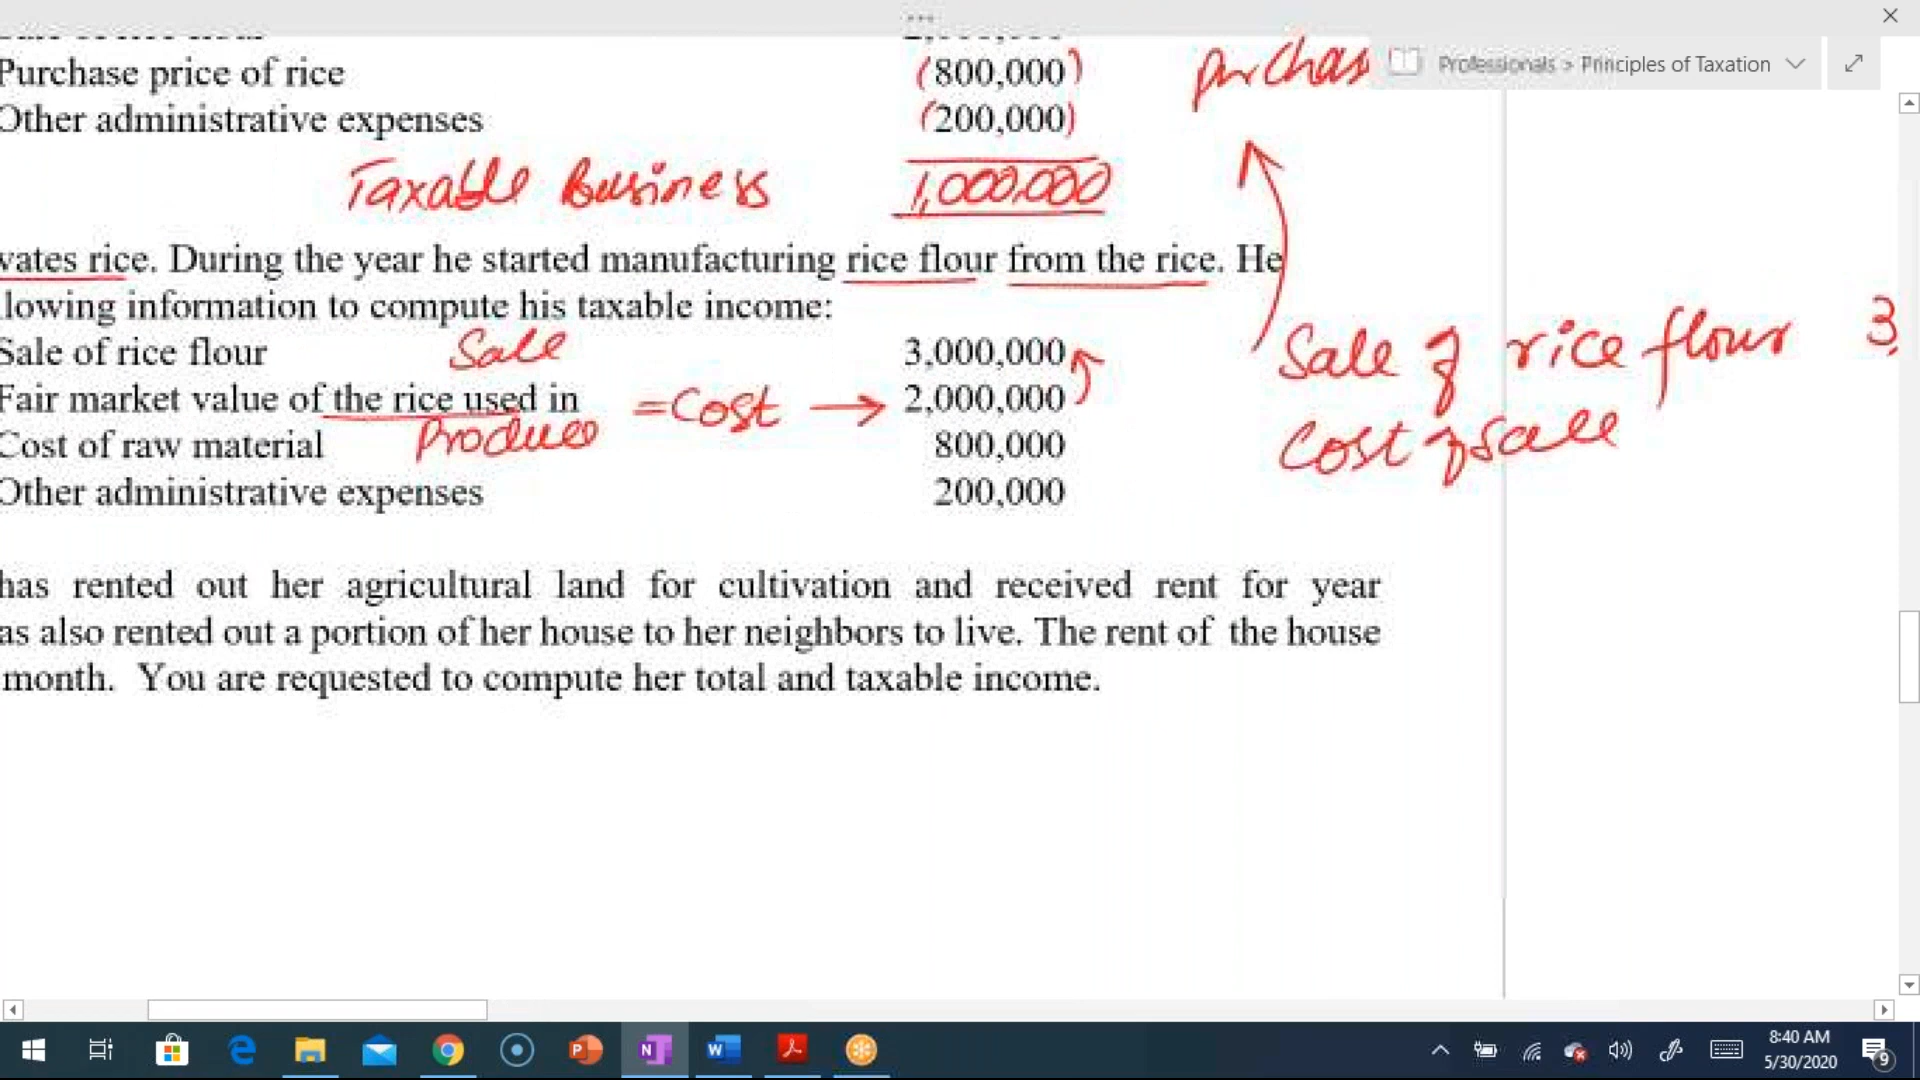 Professionals > Principles of Taxation
Purchase price of rice (800,000) Purchas
Other administrative expenses (200,000)
Taxable Business 1,000,000
vates rice. During the year he started manufacturing rice flour from the rice. He
llowing information to compute his taxable income:
Sale of rice flour Sale 3,000,000 Sale of rice flour 3,
Fair market value of the rice used in = Cost → 2,000,000
Cost of raw material Produce 800,000 Cost of sale
Other administrative expenses 200,000
has rented out her agricultural land for cultivation and received rent for year
as also rented out a portion of her house to her neighbors to live. The rent of the house
month. You are requested to compute her total and taxable income.
8:40 AM
5/30/2020
9